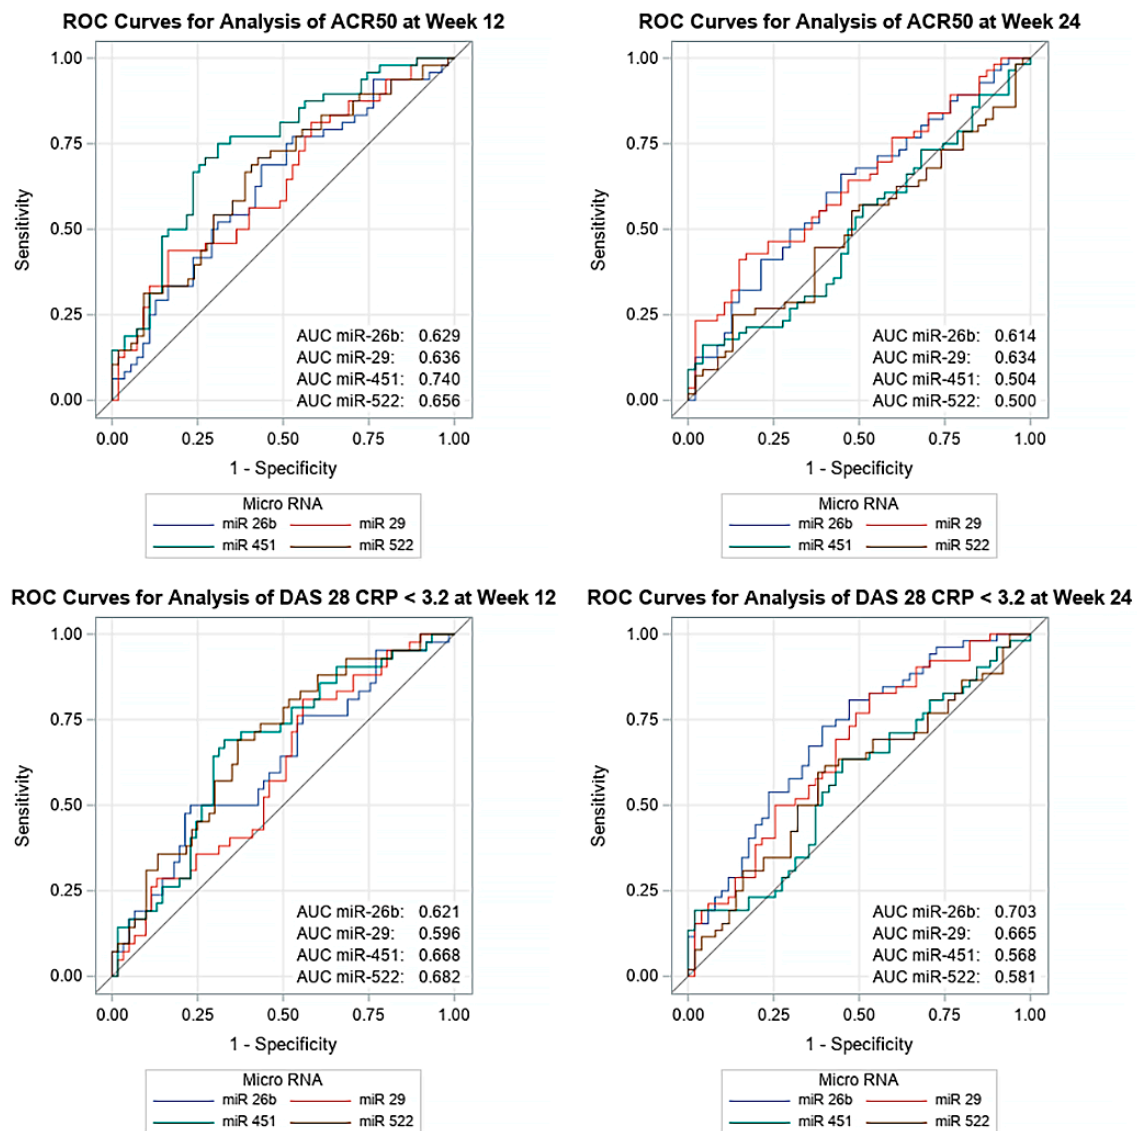 ROC Curves for Analysis of ACR50 at Week 12
1.00
0.75
0.50
0.25
0.00
Sensitivity
AUC miR-26b: 0.629
AUC miR-29: 0.636
AUC miR-451: 0.740
AUC miR-522: 0.656
0.00 0.25 0.50 0.75 1.00
1 - Specificity
Micro RNA
miR 26b miR 29
miR 451 miR 522
ROC Curves for Analysis of ACR50 at Week 24
1.00
0.75
0.50
0.25
0.00
Sensitivity
AUC miR-26b: 0.614
AUC miR-29: 0.634
AUC miR-451: 0.504
AUC miR-522: 0.500
0.00 0.25 0.50 0.75 1.00
1 - Specificity
Micro RNA
miR 26b miR 29
miR 451 miR 522
ROC Curves for Analysis of DAS 28 CRP < 3.2 at Week 12
1.00
0.75
0.50
0.25
0.00
Sensitivity
AUC miR-26b: 0.621
AUC miR-29: 0.596
AUC miR-451: 0.668
AUC miR-522: 0.682
0.00 0.25 0.50 0.75 1.00
1 - Specificity
Micro RNA
miR 26b miR 29
miR 451 miR 522
ROC Curves for Analysis of DAS 28 CRP < 3.2 at Week 24
1.00
0.75
0.50
0.25
0.00
Sensitivity
AUC miR-26b: 0.703
AUC miR-29: 0.665
AUC miR-451: 0.568
AUC miR-522: 0.581
0.00 0.25 0.50 0.75 1.00
1 - Specificity
Micro RNA
miR 26b miR 29
miR 451 miR 522